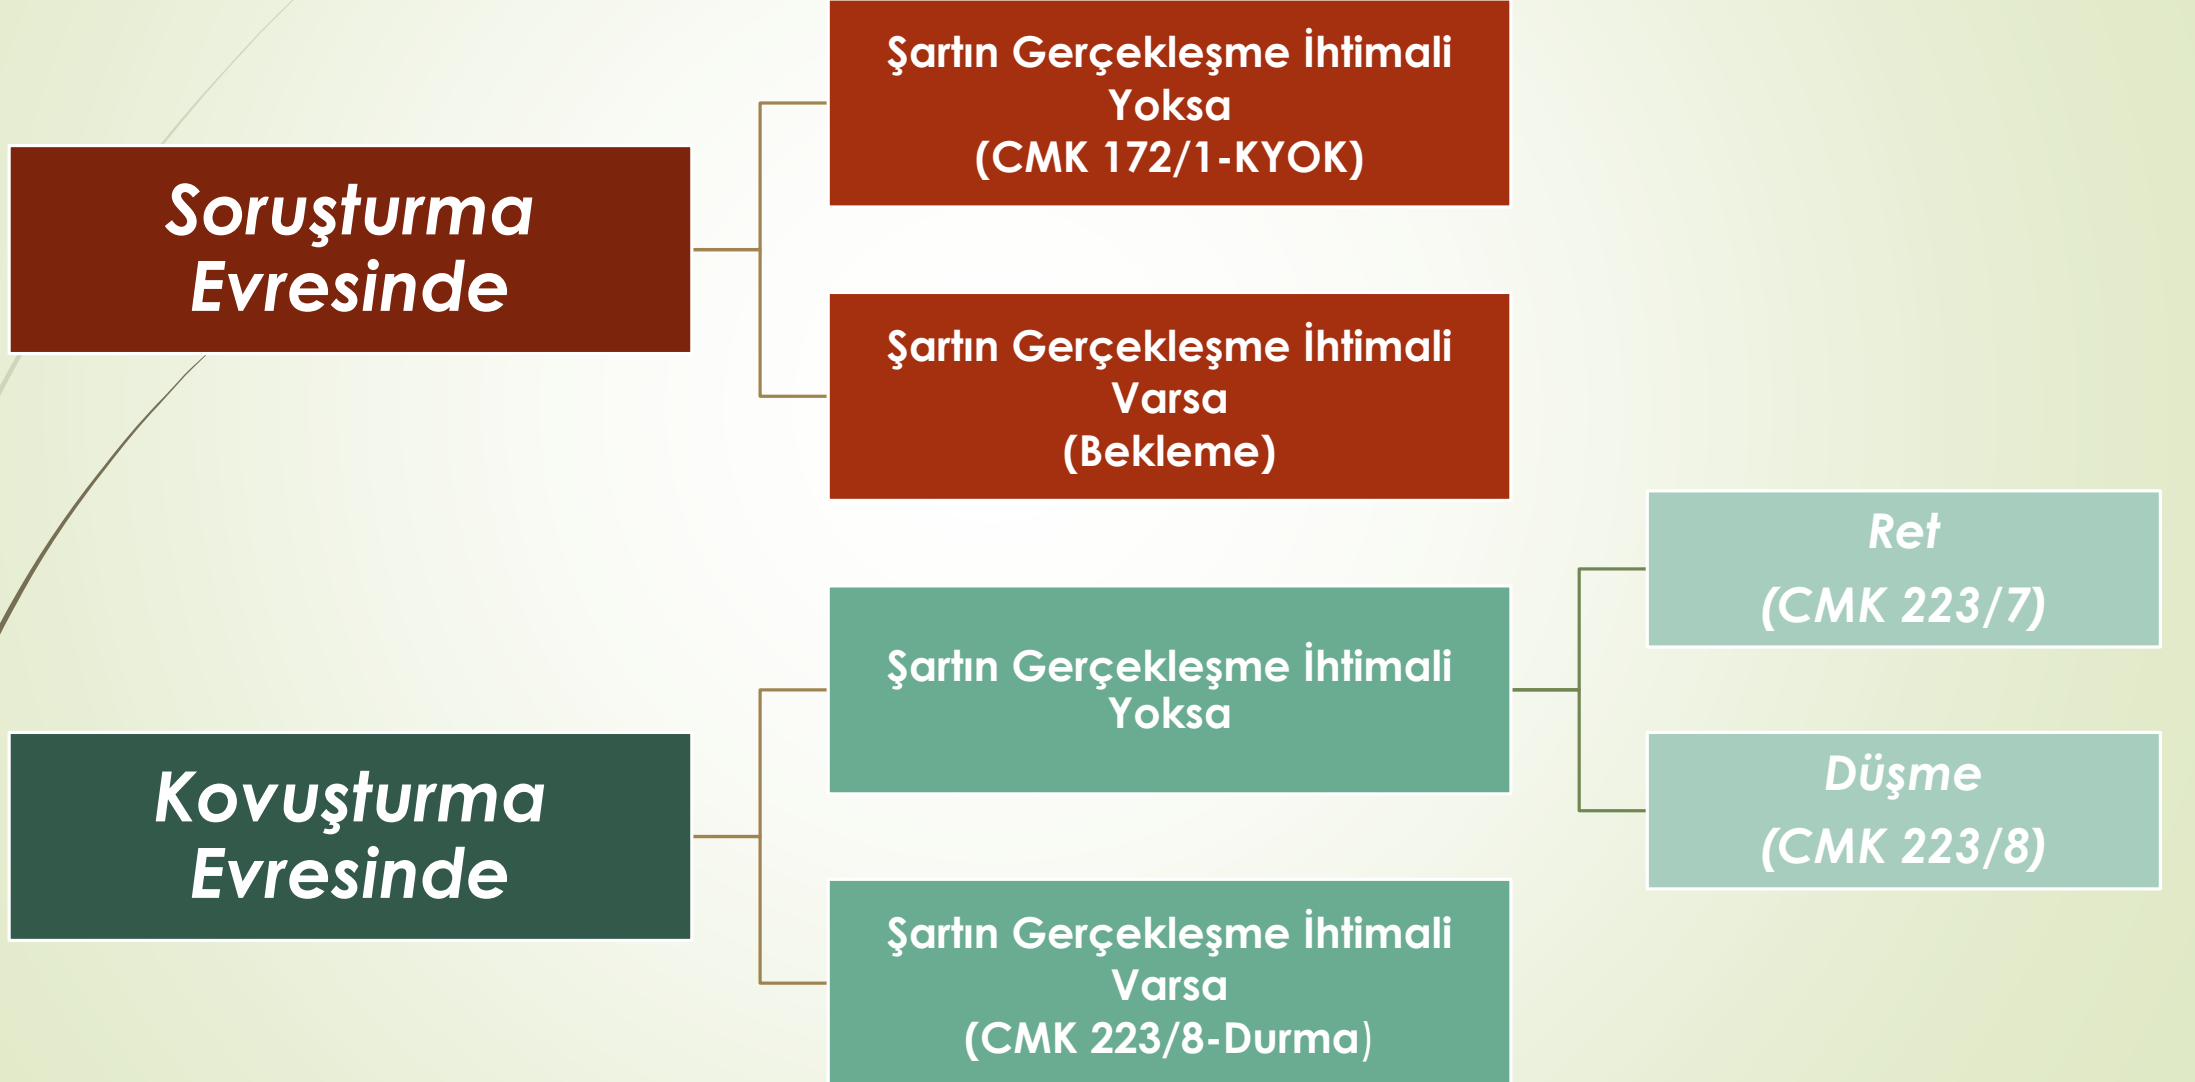 Soruşturma
Evresinde
Şartın Gerçekleşme İhtimali
Yoksa
(CMK 172/1-KYOK)
Şartın Gerçekleşme İhtimali
Varsa
(Bekleme)
Kovuşturma
Evresinde
Şartın Gerçekleşme İhtimali
Yoksa
Ret
(CMK 223/7)
Düşme
(CMK 223/8)
Şartın Gerçekleşme İhtimali
Varsa
(CMK 223/8-Durma)